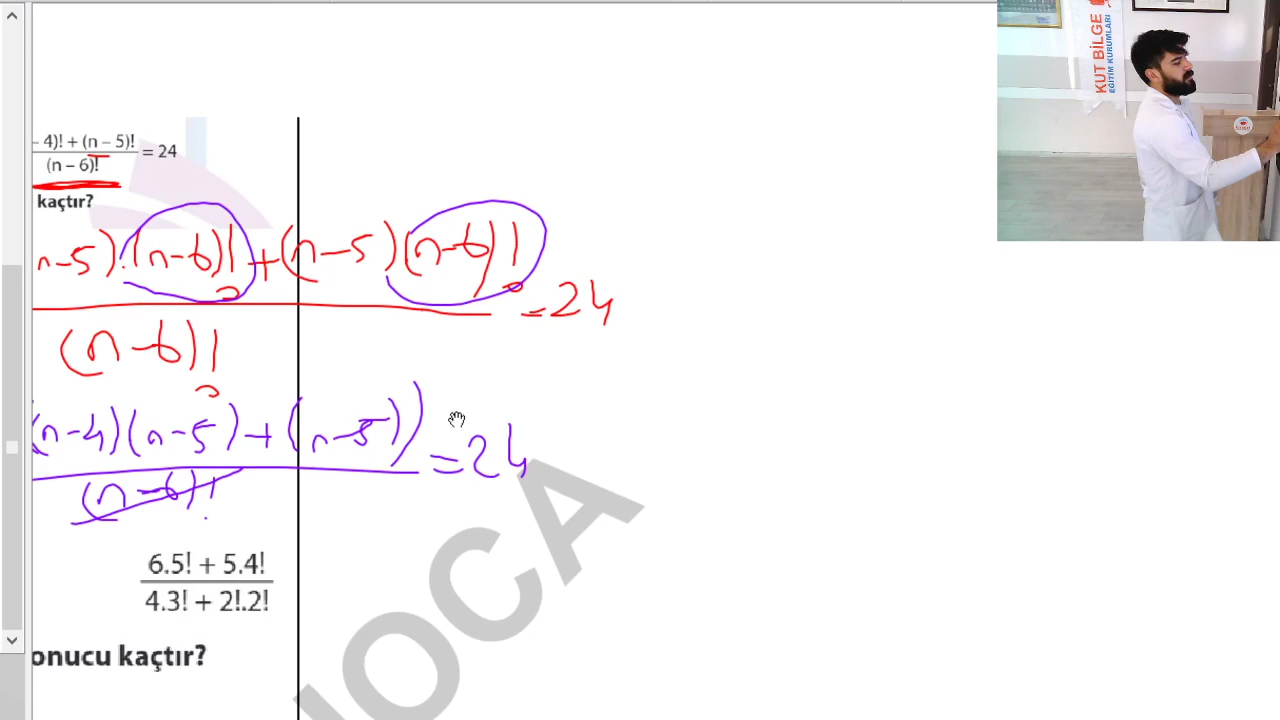 KUT BİLGE
EĞİTİM KURUMLARI
- 4)! + (n - 5)!
(n - 6)!
= 24
kaçtır?
n-5).(n-6)!+(n-5)(n-6)!
=24
(n-6)!
(n-4)(n-5)+(n-5))
=24
(n-6)!
6.5! + 5.4!
4.3! + 2!.2!
onucu kaçtır?
HOCA